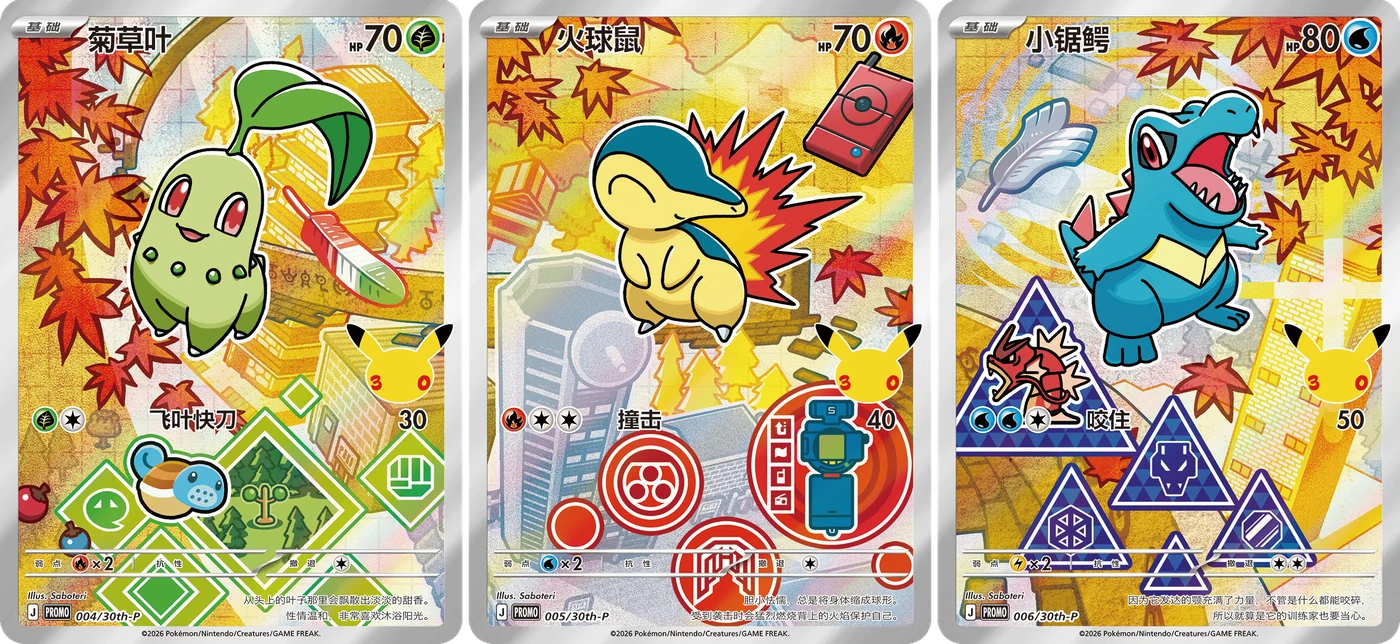 基础 菊草叶 HP70
飞叶快刀 30
弱点 ×2 抗性 撤退
Illus. Saboteri
J PROMO 004/30th-P
从头上的叶子那里会飘散出淡淡的甜香。
性情温和，非常喜欢沐浴阳光。
©2026 Pokémon/Nintendo/Creatures/GAME FREAK.
30
基础 火球鼠 HP70
撞击 40
弱点 ×2 抗性 撤退
Illus. Saboteri
J PROMO 005/30th-P
胆小怯懦，总是将身体缩成球形。
受到袭击时会猛烈燃烧背上的火焰保护自己。
©2026 Pokémon/Nintendo/Creatures/GAME FREAK.
30
S
基础 小锯鳄 HP80
咬住 50
弱点 ×2 抗性 撤退
Illus. Saboteri
J PROMO 006/30th-P
因为它发达的颚充满了力量，不管是什么都能咬碎，
所以就算是它的训练家也要当心。
©2026 Pokémon/Nintendo/Creatures/GAME FREAK.
30